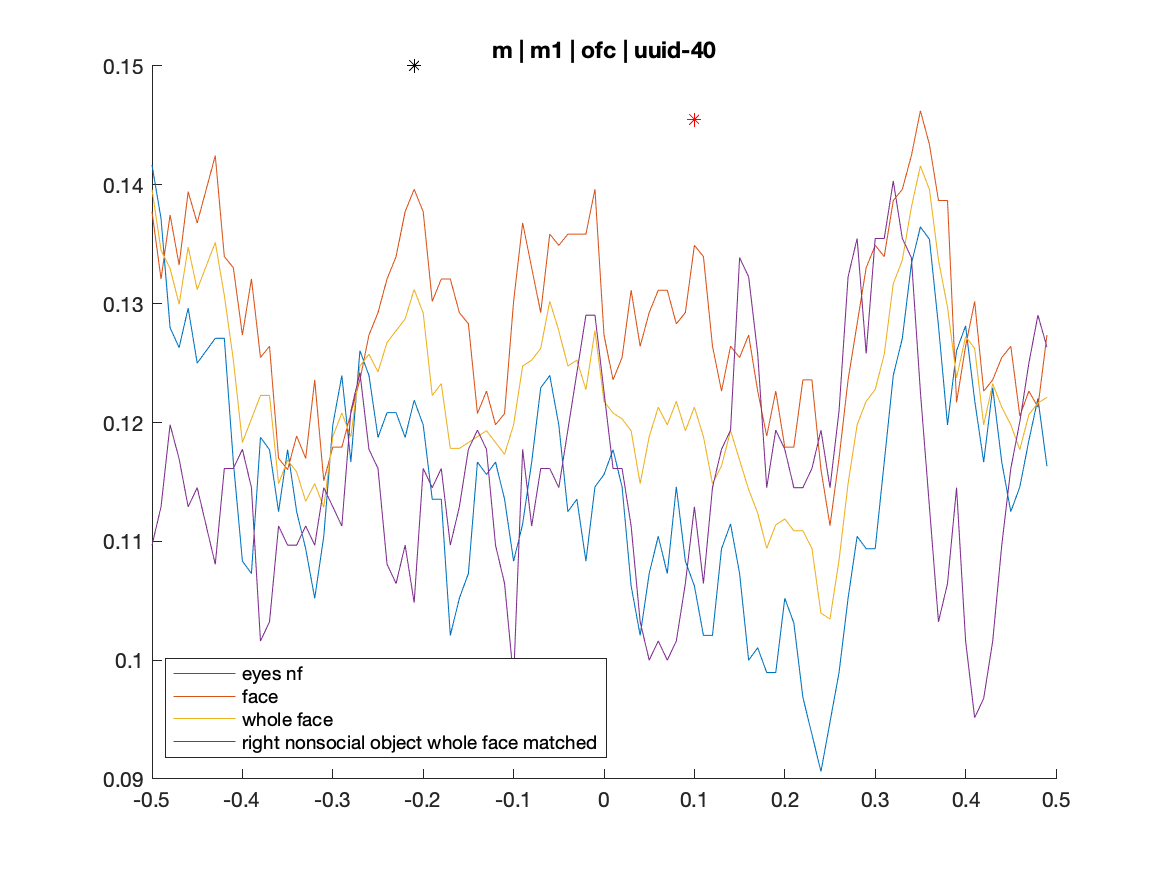 m | m1 | ofc | uuid-40
0.15
0.14
0.13
0.12
0.11
0.1
0.09
eyes nf
face
whole face
right nonsocial object whole face matched
-0.5 -0.4 -0.3 -0.2 -0.1 0 0.1 0.2 0.3 0.4 0.5